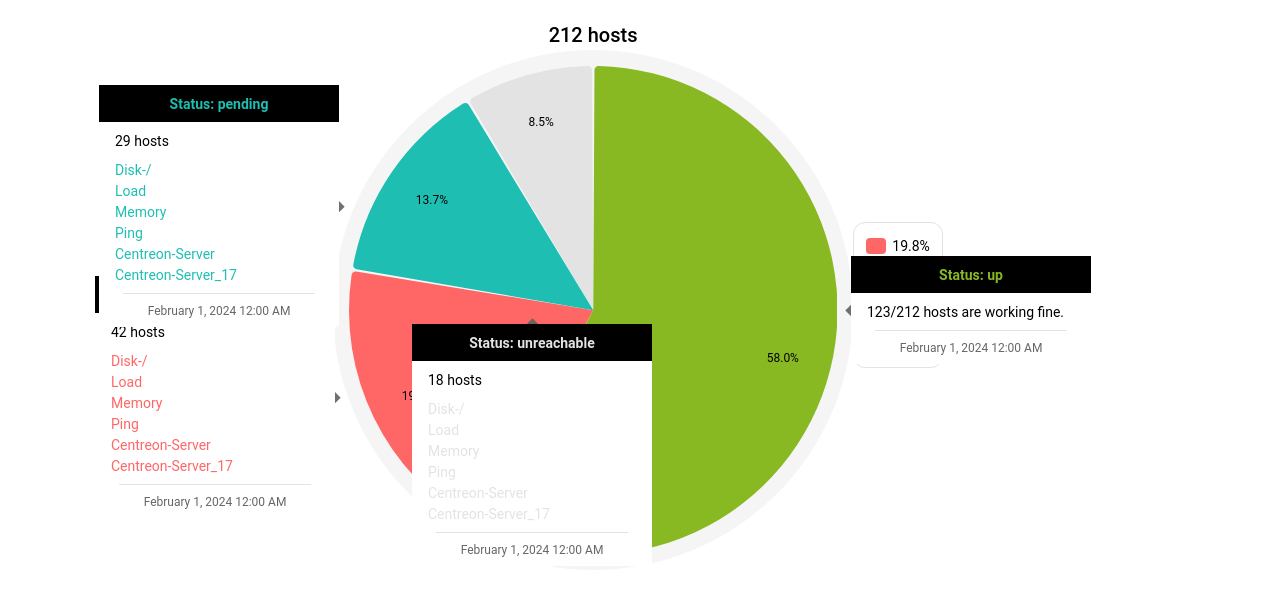 212 hosts
Status: pending
29 hosts
Disk-/
Load
Memory
Ping
Centreon-Server
Centreon-Server_17
February 1, 2024 12:00 AM
42 hosts
Disk-/
Load
Memory
Ping
Centreon-Server
Centreon-Server_17
February 1, 2024 12:00 AM
8.5%
13.7%
58.0%
Status: unreachable
18 hosts
Disk-/
Load
Memory
Ping
Centreon-Server
Centreon-Server_17
February 1, 2024 12:00 AM
19.8%
Status: up
123/212 hosts are working fine.
February 1, 2024 12:00 AM